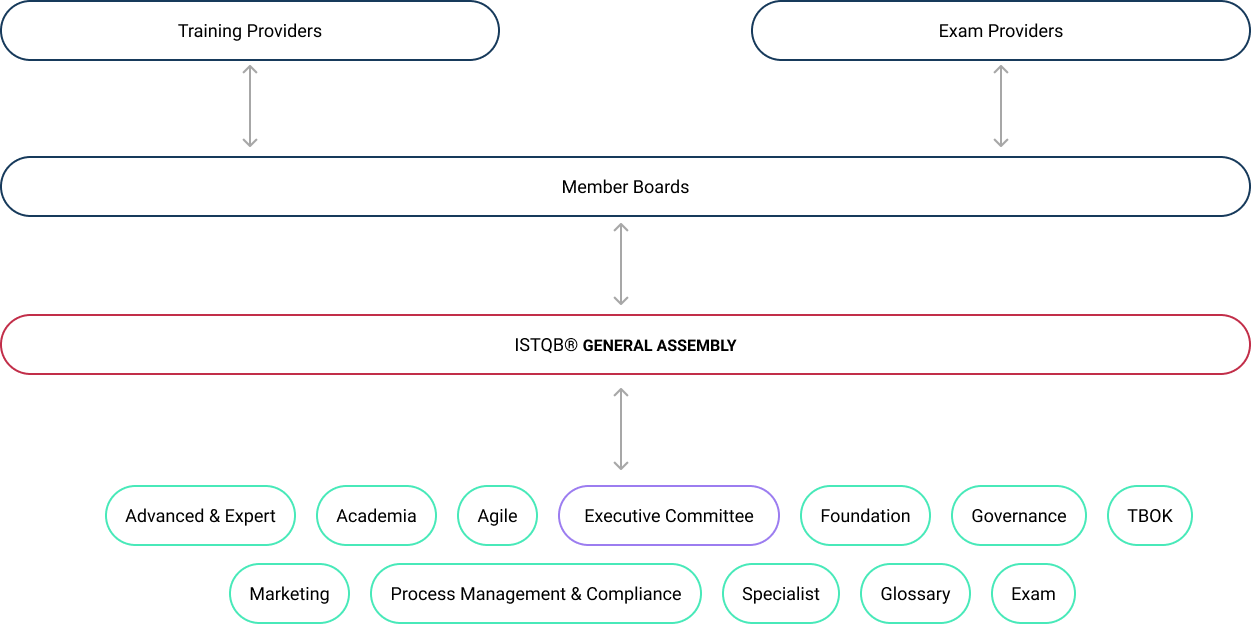 Training Providers
Exam Providers
Member Boards
ISTQB® GENERAL ASSEMBLY
Advanced & Expert
Academia
Agile
Executive Committee
Foundation
Governance
TBOK
Marketing
Process Management & Compliance
Specialist
Glossary
Exam